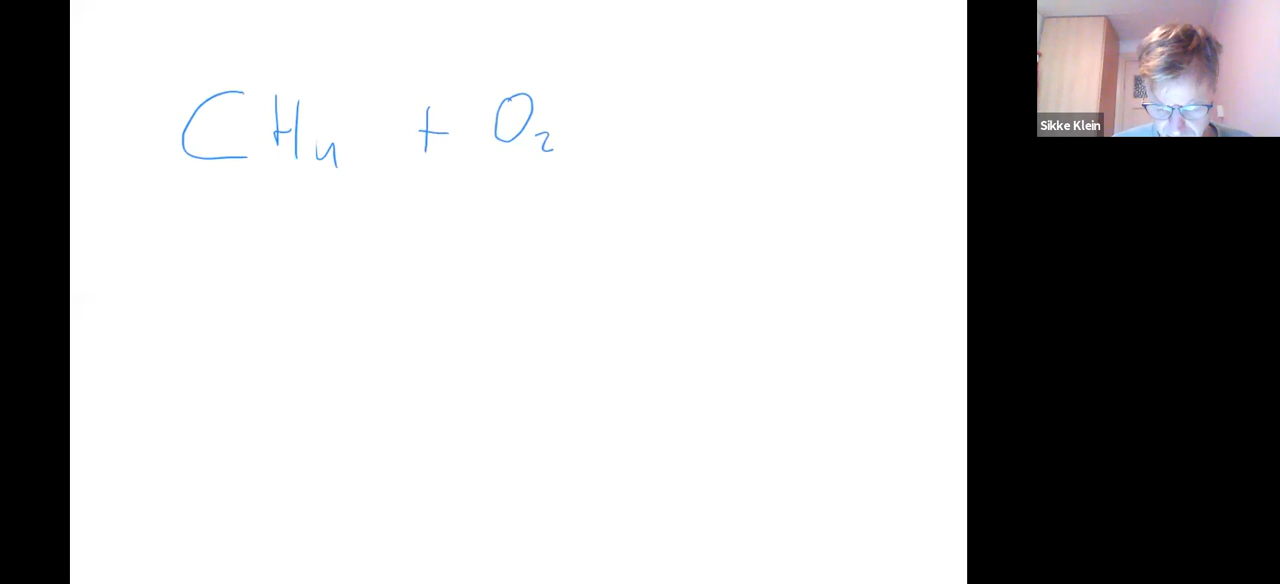 CH₄ + O₂
Sikke Klein